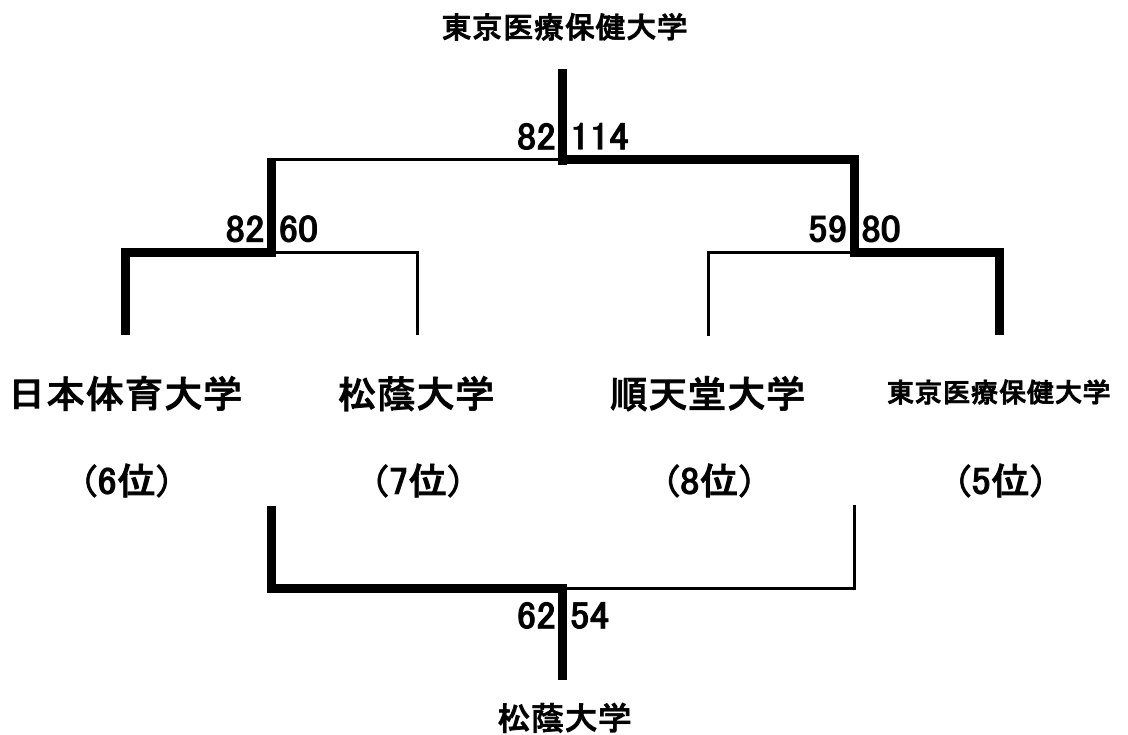 東京医療保健大学
82 114
82 60 59 80
日本体育大学 松蔭大学 順天堂大学 東京医療保健大学
(6位) (7位) (8位) (5位)
62 54
松蔭大学